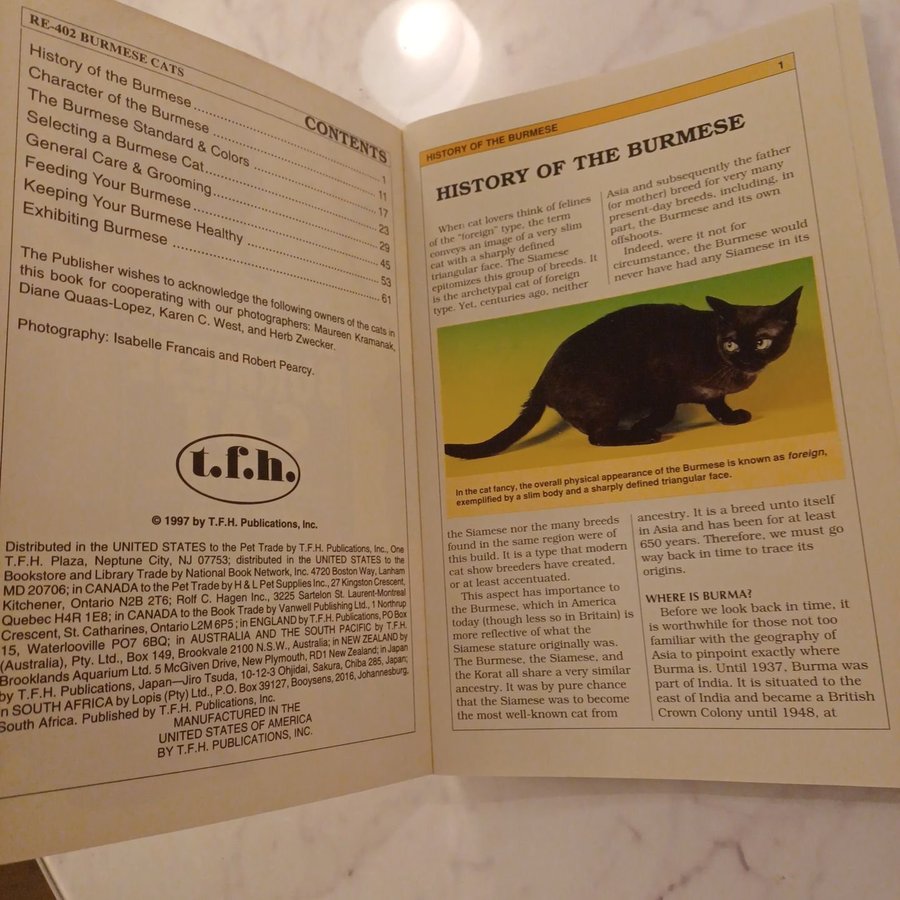 RE-402 BURMESE CATS
CONTENTS
History of the Burmese ........ 1
Character of the Burmese ........ 11
The Burmese Standard & Colors ........ 17
Selecting a Burmese Cat ........ 23
General Care & Grooming ........ 29
Feeding Your Burmese ........ 45
Keeping Your Burmese Healthy ........ 53
Exhibiting Burmese ........ 61
The Publisher wishes to acknowledge the following owners of the cats in
this book for cooperating with our photographers: Maureen Kramanak,
Diane Quaas-Lopez, Karen C. West, and Herb Zwecker.
Photography: Isabelle Francais and Robert Pearcy.
t.f.h.
© 1997 by T.F.H. Publications, Inc.
Distributed in the UNITED STATES to the Pet Trade by T.F.H. Publications, Inc., One
T.F.H. Plaza, Neptune City, NJ 07753; distributed in the UNITED STATES to the
Bookstore and Library Trade by National Book Network, Inc. 4720 Boston Way, Lanham
MD 20706; in CANADA to the Pet Trade by H & L Pet Supplies Inc., 27 Kingston Crescent,
Kitchener, Ontario N2B 2T6; Rolf C. Hagen Inc., 3225 Sartelon St. Laurent-Montreal
Quebec H4R 1E8; in CANADA to the Book Trade by Vanwell Publishing Ltd., 1 Northrup
Crescent, St. Catharines, Ontario L2M 6P5 ; in ENGLAND by T.F.H. Publications, PO Box
15, Waterlooville PO7 6BQ; in AUSTRALIA AND THE SOUTH PACIFIC by T.F.H.
(Australia), Pty. Ltd., Box 149, Brookvale 2100 N.S.W., Australia; in NEW ZEALAND by
Brooklands Aquarium Ltd. 5 McGiven Drive, New Plymouth, RD1 New Zealand; in Japan
by T.F.H. Publications, Japan—Jiro Tsuda, 10-12-3 Ohjidai, Sakura, Chiba 285, Japan;
in SOUTH AFRICA by Lopis (Pty) Ltd., P.O. Box 39127, Booysens, 2016, Johannesburg,
South Africa. Published by T.F.H. Publications, Inc.
MANUFACTURED IN THE
UNITED STATES OF AMERICA
BY T.F.H. PUBLICATIONS, INC.
HISTORY OF THE BURMESE 1
HISTORY OF THE BURMESE
When cat lovers think of felines
of the "foreign" type, the term
conveys an image of a very slim
cat with a sharply defined
triangular face. The Siamese
epitomizes this group of breeds. It
is the archetypal cat of foreign
type. Yet, centuries ago, neither
Asia and subsequently the father
(or mother) breed for very many
present-day breeds, including, in
part, the Burmese and its own
offshoots.
Indeed, were it not for
circumstance, the Burmese would
never have had any Siamese in its
In the cat fancy, the overall physical appearance of the Burmese is known as foreign,
exemplified by a slim body and a sharply defined triangular face.
the Siamese nor the many breeds
found in the same region were of
this build. It is a type that modern
cat show breeders have created,
or at least accentuated.
This aspect has importance to
the Burmese, which in America
today (though less so in Britain) is
more reflective of what the
Siamese stature originally was.
The Burmese, the Siamese, and
the Korat all share a very similar
ancestry. It was by pure chance
that the Siamese was to become
the most well-known cat from
ancestry. It is a breed unto itself
in Asia and has been for at least
650 years. Therefore, we must go
way back in time to trace its
origins.
WHERE IS BURMA?
Before we look back in time, it
is worthwhile for those not too
familiar with the geography of
Asia to pinpoint exactly where
Burma is. Until 1937, Burma was
part of India. It is situated to the
east of India and became a British
Crown Colony until 1948, at